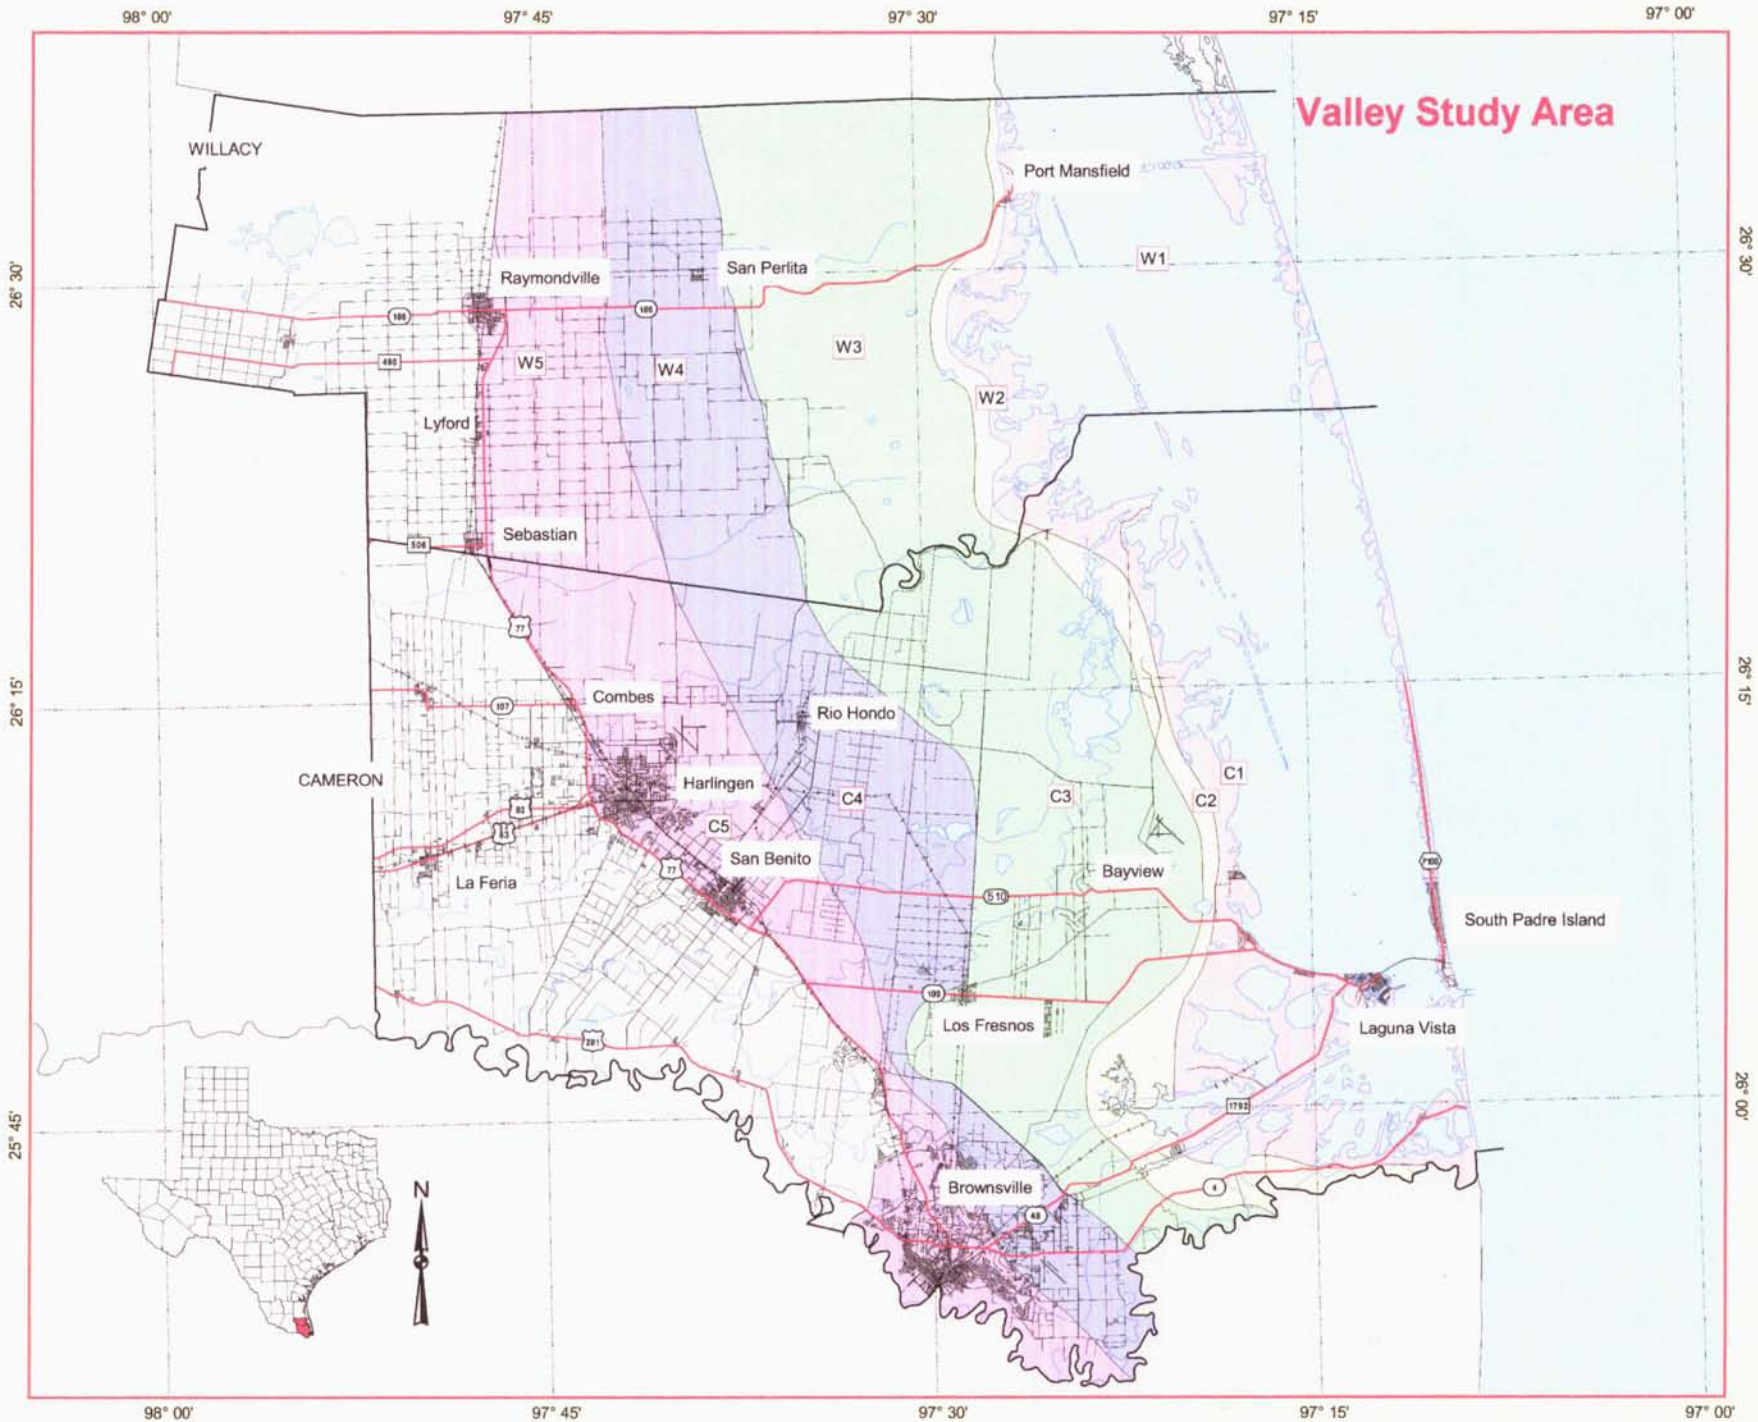 98° 00' 97° 45' 97° 30' 97° 15' 97° 00'
Valley Study Area
WILLACY
Port Mansfield
W1
26° 30'
26° 30'
Raymondville
San Perlita
186
186
W3
490
W5
W4
W2
Lyford
Sebastian
506
77
26° 15'
26° 15'
Combes
107
Rio Hondo
CAMERON
Harlingen
C1
83
C4
C3
C2
C5
San Benito
77
Bayview
La Feria
510
P100
South Padre Island
100
Los Fresnos
Laguna Vista
281
1792
26° 00'
25° 45'
N
Brownsville
4
48
98° 00' 97° 45' 97° 30' 97° 15' 97° 00'